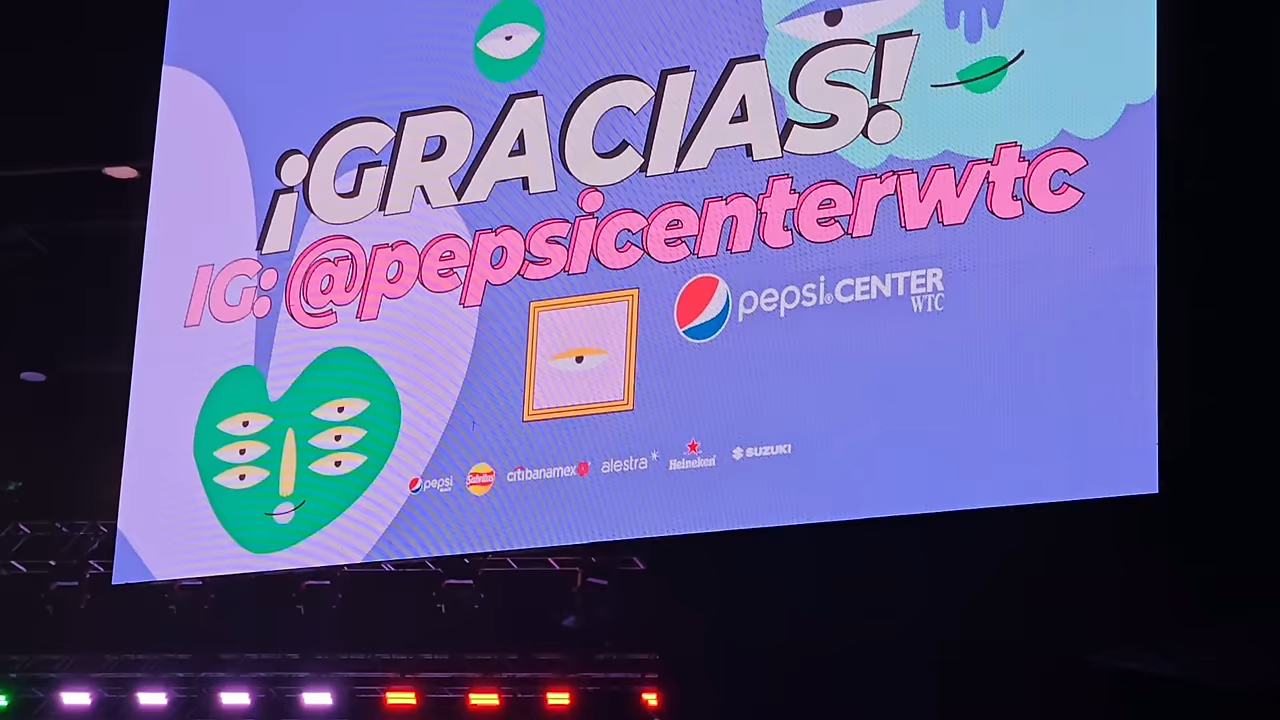 ¡GRACIAS!
IG: @pepsicenterwtc
pepsi® CENTER
WTC
pepsi Sabritas citibanamex alestra* Heineken SUZUKI